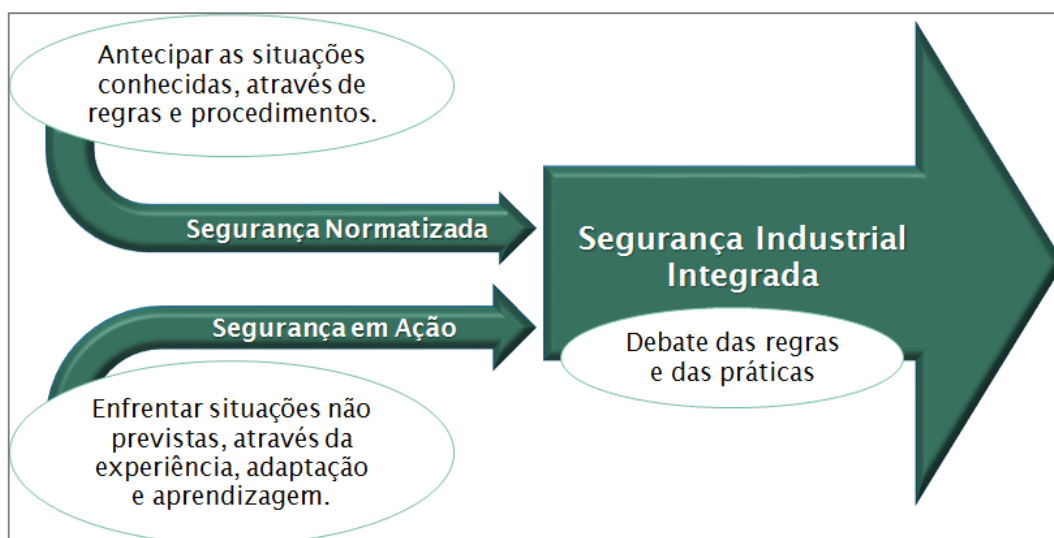 Antecipar as situações
conhecidas, através de
regras e procedimentos.
Segurança Normatizada
Segurança em Ação
Enfrentar situações não
previstas, através da
experiência, adaptação
e aprendizagem.
Segurança Industrial
Integrada
Debate das regras
e das práticas